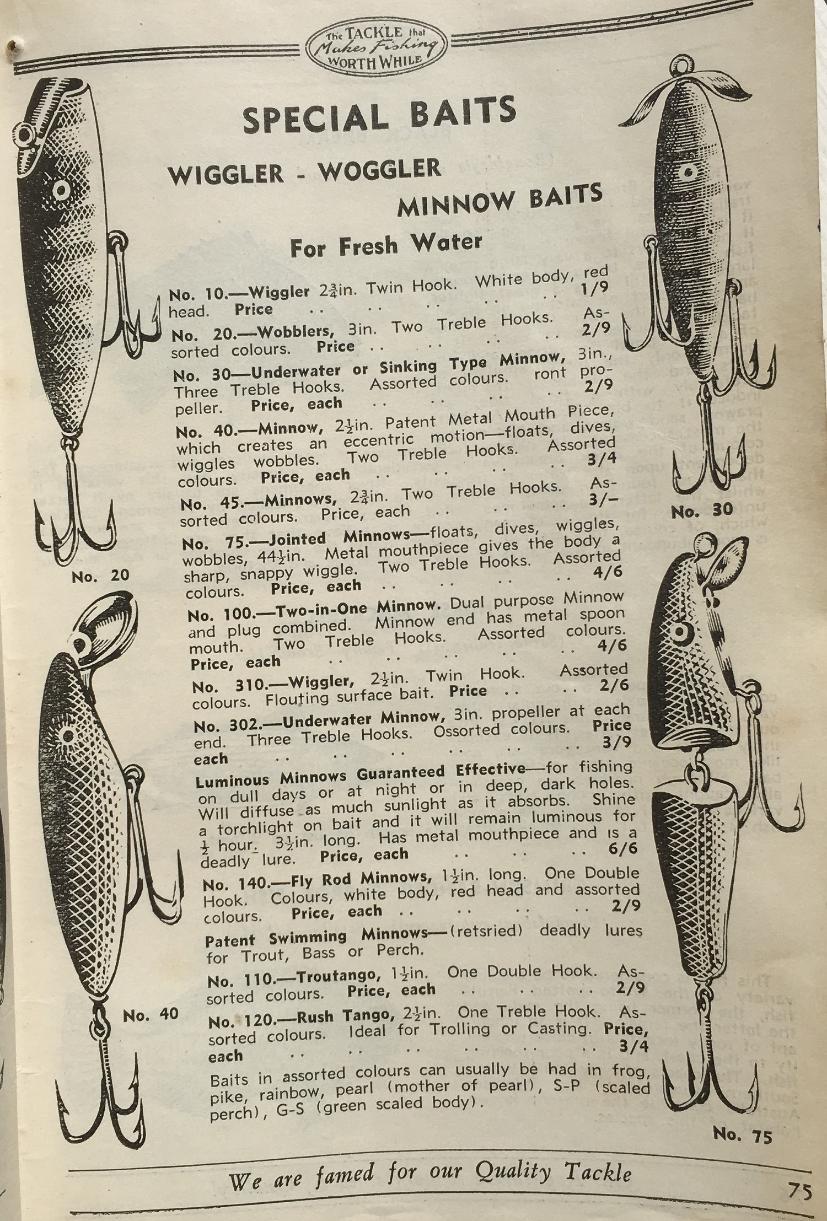 The TACKLE that
Makes Fishing
WORTH WHILE
SPECIAL BAITS
WIGGLER - WOGGLER
MINNOW BAITS
For Fresh Water
No. 10.—Wiggler 2¾in. Twin Hook. White body, red
head. Price .. .. .. .. .. 1/9
No. 20.—Wobblers, 3in. Two Treble Hooks. As-
sorted colours. Price .. .. .. .. 2/9
No. 30—Underwater or Sinking Type Minnow, 3in.,
Three Treble Hooks. Assorted colours. ront pro-
peller. Price, each .. .. .. .. 2/9
No. 40.—Minnow, 2½in. Patent Metal Mouth Piece,
which creates an eccentric motion—floats, dives,
wiggles wobbles. Two Treble Hooks. Assorted
colours. Price, each .. .. .. .. 3/4
No. 45.—Minnows, 2¾in. Two Treble Hooks. As-
sorted colours. Price, each .. .. .. 3/–
No. 75.—Jointed Minnows—floats, dives, wiggles,
wobbles, 44½in. Metal mouthpiece gives the body a
sharp, snappy wiggle. Two Treble Hooks. Assorted
colours. Price, each .. .. .. .. 4/6
No. 100.—Two-in-One Minnow. Dual purpose Minnow
and plug combined. Minnow end has metal spoon
mouth. Two Treble Hooks. Assorted colours.
Price, each .. .. .. .. .. 4/6
No. 310.—Wiggler, 2½in. Twin Hook. Assorted
colours. Flouting surface bait. Price .. .. 2/6
No. 302.—Underwater Minnow, 3in. propeller at each
end. Three Treble Hooks. Ossorted colours. Price
each .. .. .. .. .. .. 3/9
Luminous Minnows Guaranteed Effective—for fishing
on dull days or at night or in deep, dark holes.
Will diffuse as much sunlight as it absorbs. Shine
a torchlight on bait and it will remain luminous for
½ hour. 3½in. long. Has metal mouthpiece and is a
deadly lure. Price, each .. .. .. 6/6
No. 140.—Fly Rod Minnows, 1½in. long. One Double
Hook. Colours, white body, red head and assorted
colours. Price, each .. .. .. .. 2/9
Patent Swimming Minnows—(retsried) deadly lures
for Trout, Bass or Perch.
No. 110.—Troutango, 1½in. One Double Hook. As-
sorted colours. Price, each .. .. .. 2/9
No. 120.—Rush Tango, 2½in. One Treble Hook. As-
sorted colours. Ideal for Trolling or Casting. Price,
each .. .. .. .. .. .. 3/4
Baits in assorted colours can usually be had in frog,
pike, rainbow, pearl (mother of pearl), S-P (scaled
perch), G-S (green scaled body).
No. 20
No. 30
No. 40
No. 75
We are famed for our Quality Tackle
75